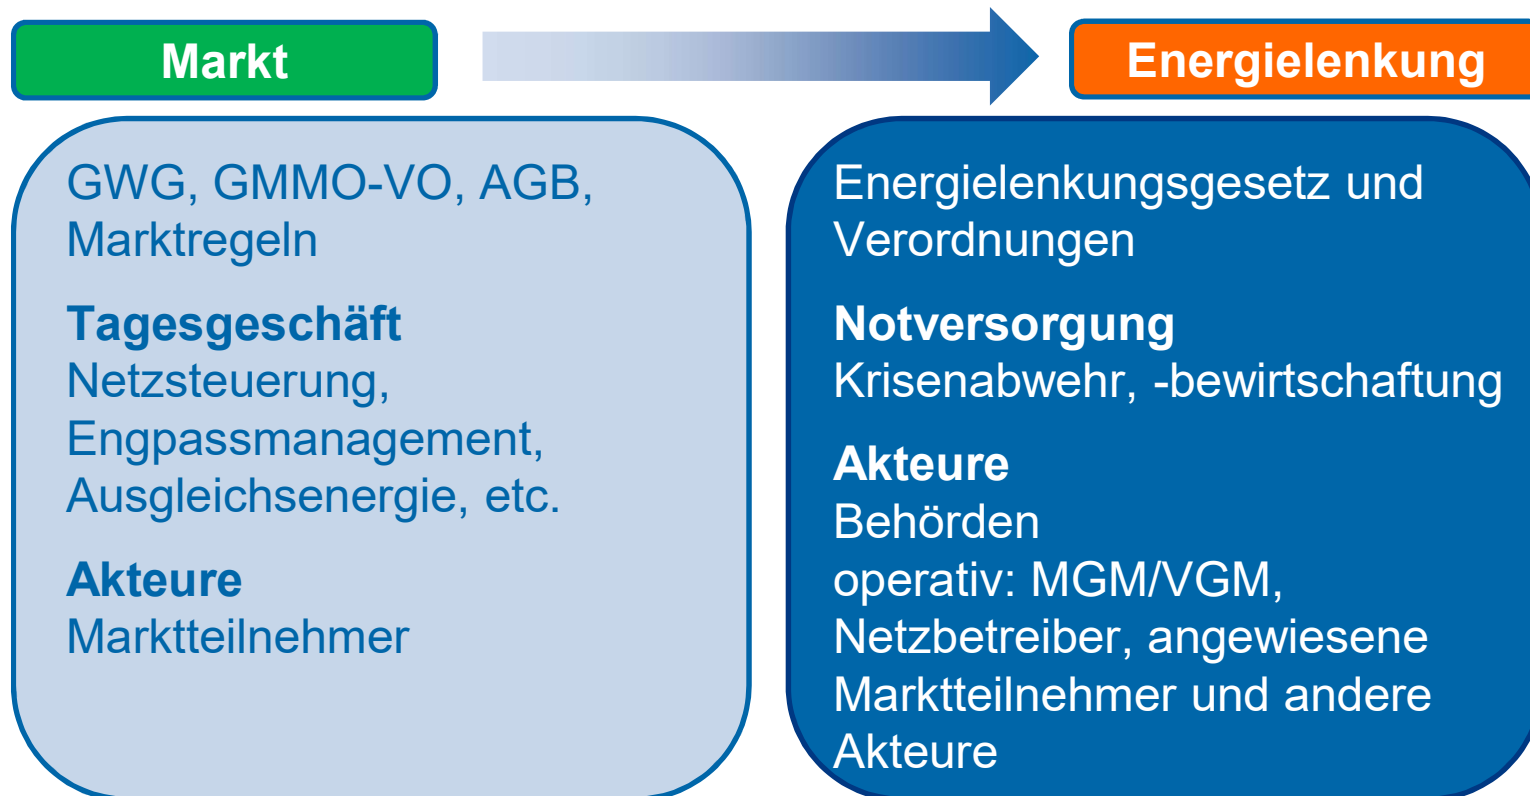 Markt
Energielenkung
GWG, GMMO-VO, AGB,
Marktregeln
Tagesgeschäft
Netzsteuerung,
Engpassmanagement,
Ausgleichsenergie, etc.
Akteure
Marktteilnehmer
Energielenkungsgesetz und
Verordnungen
Notversorgung
Krisenabwehr, -bewirtschaftung
Akteure
Behörden
operativ: MGM/VGM,
Netzbetreiber, angewiesene
Marktteilnehmer und andere
Akteure